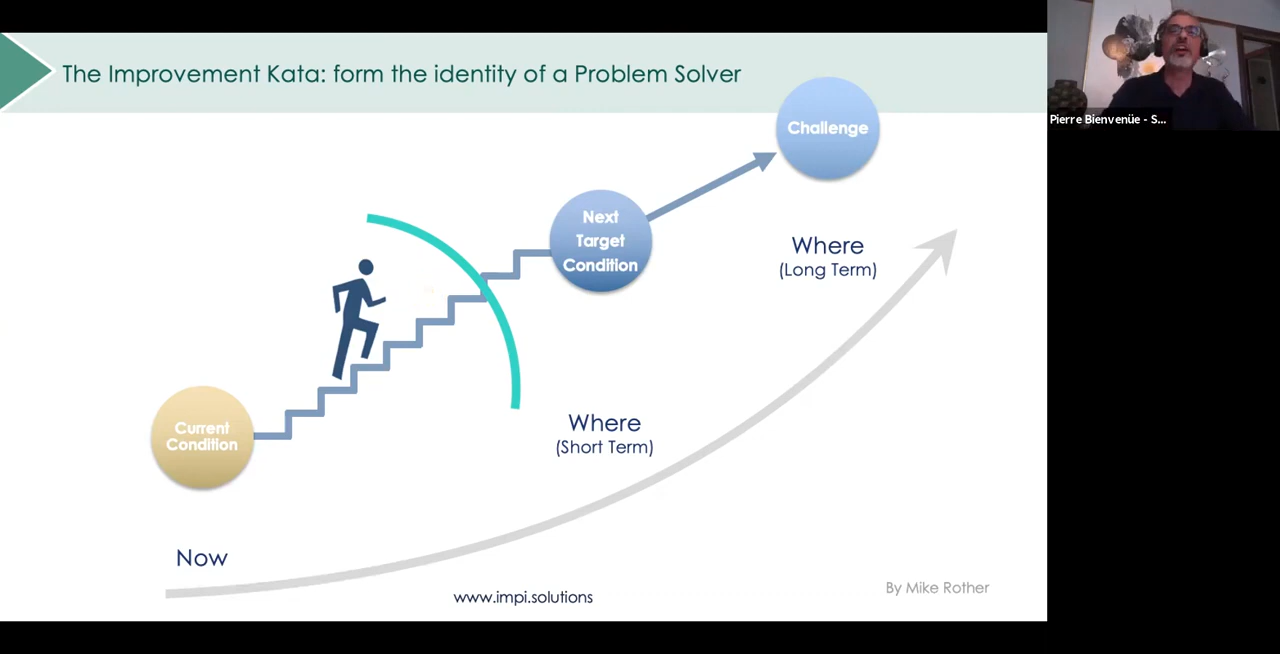 The Improvement Kata: form the identity of a Problem Solver
Challenge
Next
Target
Condition
Where
(Long Term)
Current
Condition
Where
(Short Term)
Now
www.impi.solutions
By Mike Rother
Pierre Bienvenüe - S...